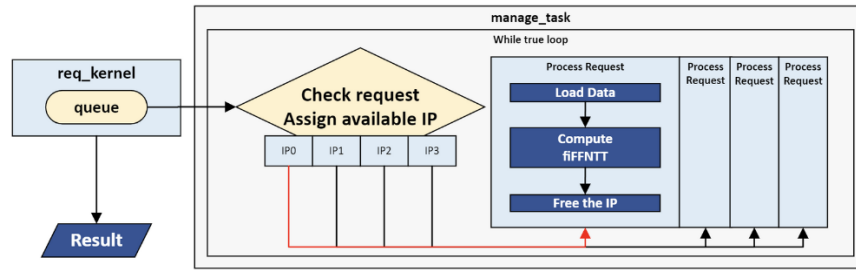 manage_task
While true loop
req_kernel
queue
Result
Check request
Assign available IP
IP0
IP1
IP2
IP3
Process Request
Load Data
Compute
fiFFNTT
Free the IP
Process
Request
Process
Request
Process
Request